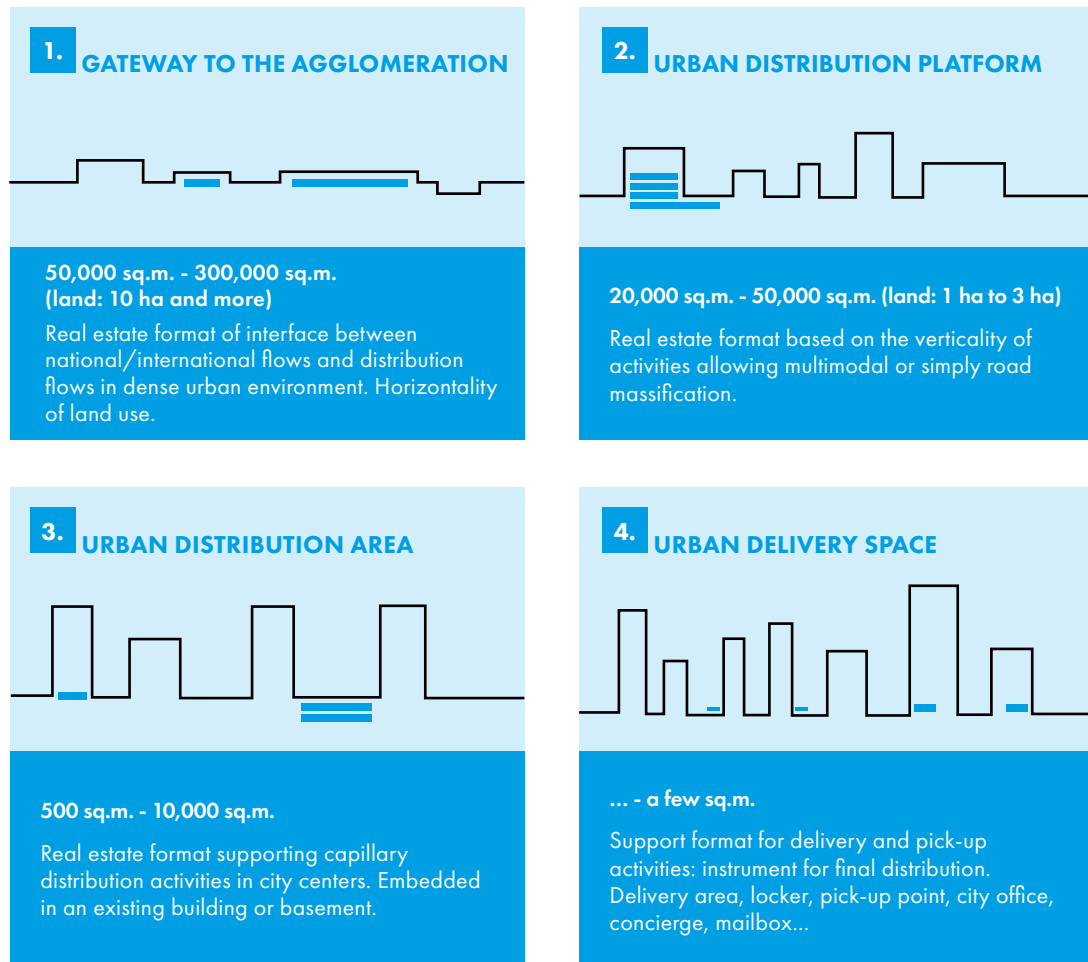 1.
GATEWAY TO THE AGGLOMERATION
50,000 sq.m. - 300,000 sq.m.
(land: 10 ha and more)
Real estate format of interface between
national/international flows and distribution
flows in dense urban environment. Horizontality
of land use.
2.
URBAN DISTRIBUTION PLATFORM
20,000 sq.m. - 50,000 sq.m. (land: 1 ha to 3 ha)
Real estate format based on the verticality of
activities allowing multimodal or simply road
massification.
3.
URBAN DISTRIBUTION AREA
500 sq.m. - 10,000 sq.m.
Real estate format supporting capillary
distribution activities in city centers. Embedded
in an existing building or basement.
4.
URBAN DELIVERY SPACE
... - a few sq.m.
Support format for delivery and pick-up
activities: instrument for final distribution.
Delivery area, locker, pick-up point, city office,
concierge, mailbox...